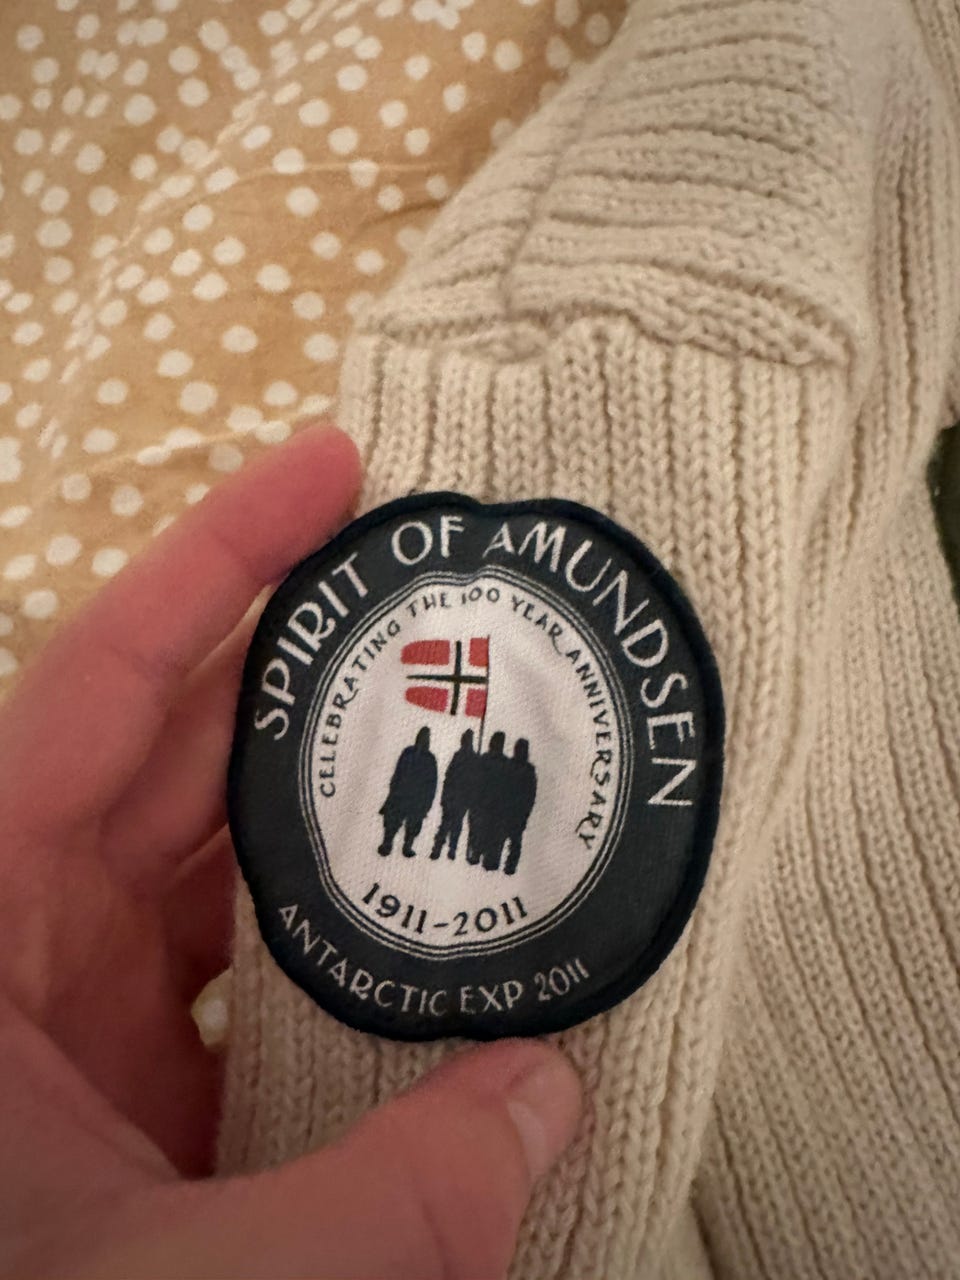 SPIRIT OF AMUNDSEN
CELEBRATING THE 100 YEAR ANNIVERSARY
1911-2011
ANTARCTIC EXP 2011